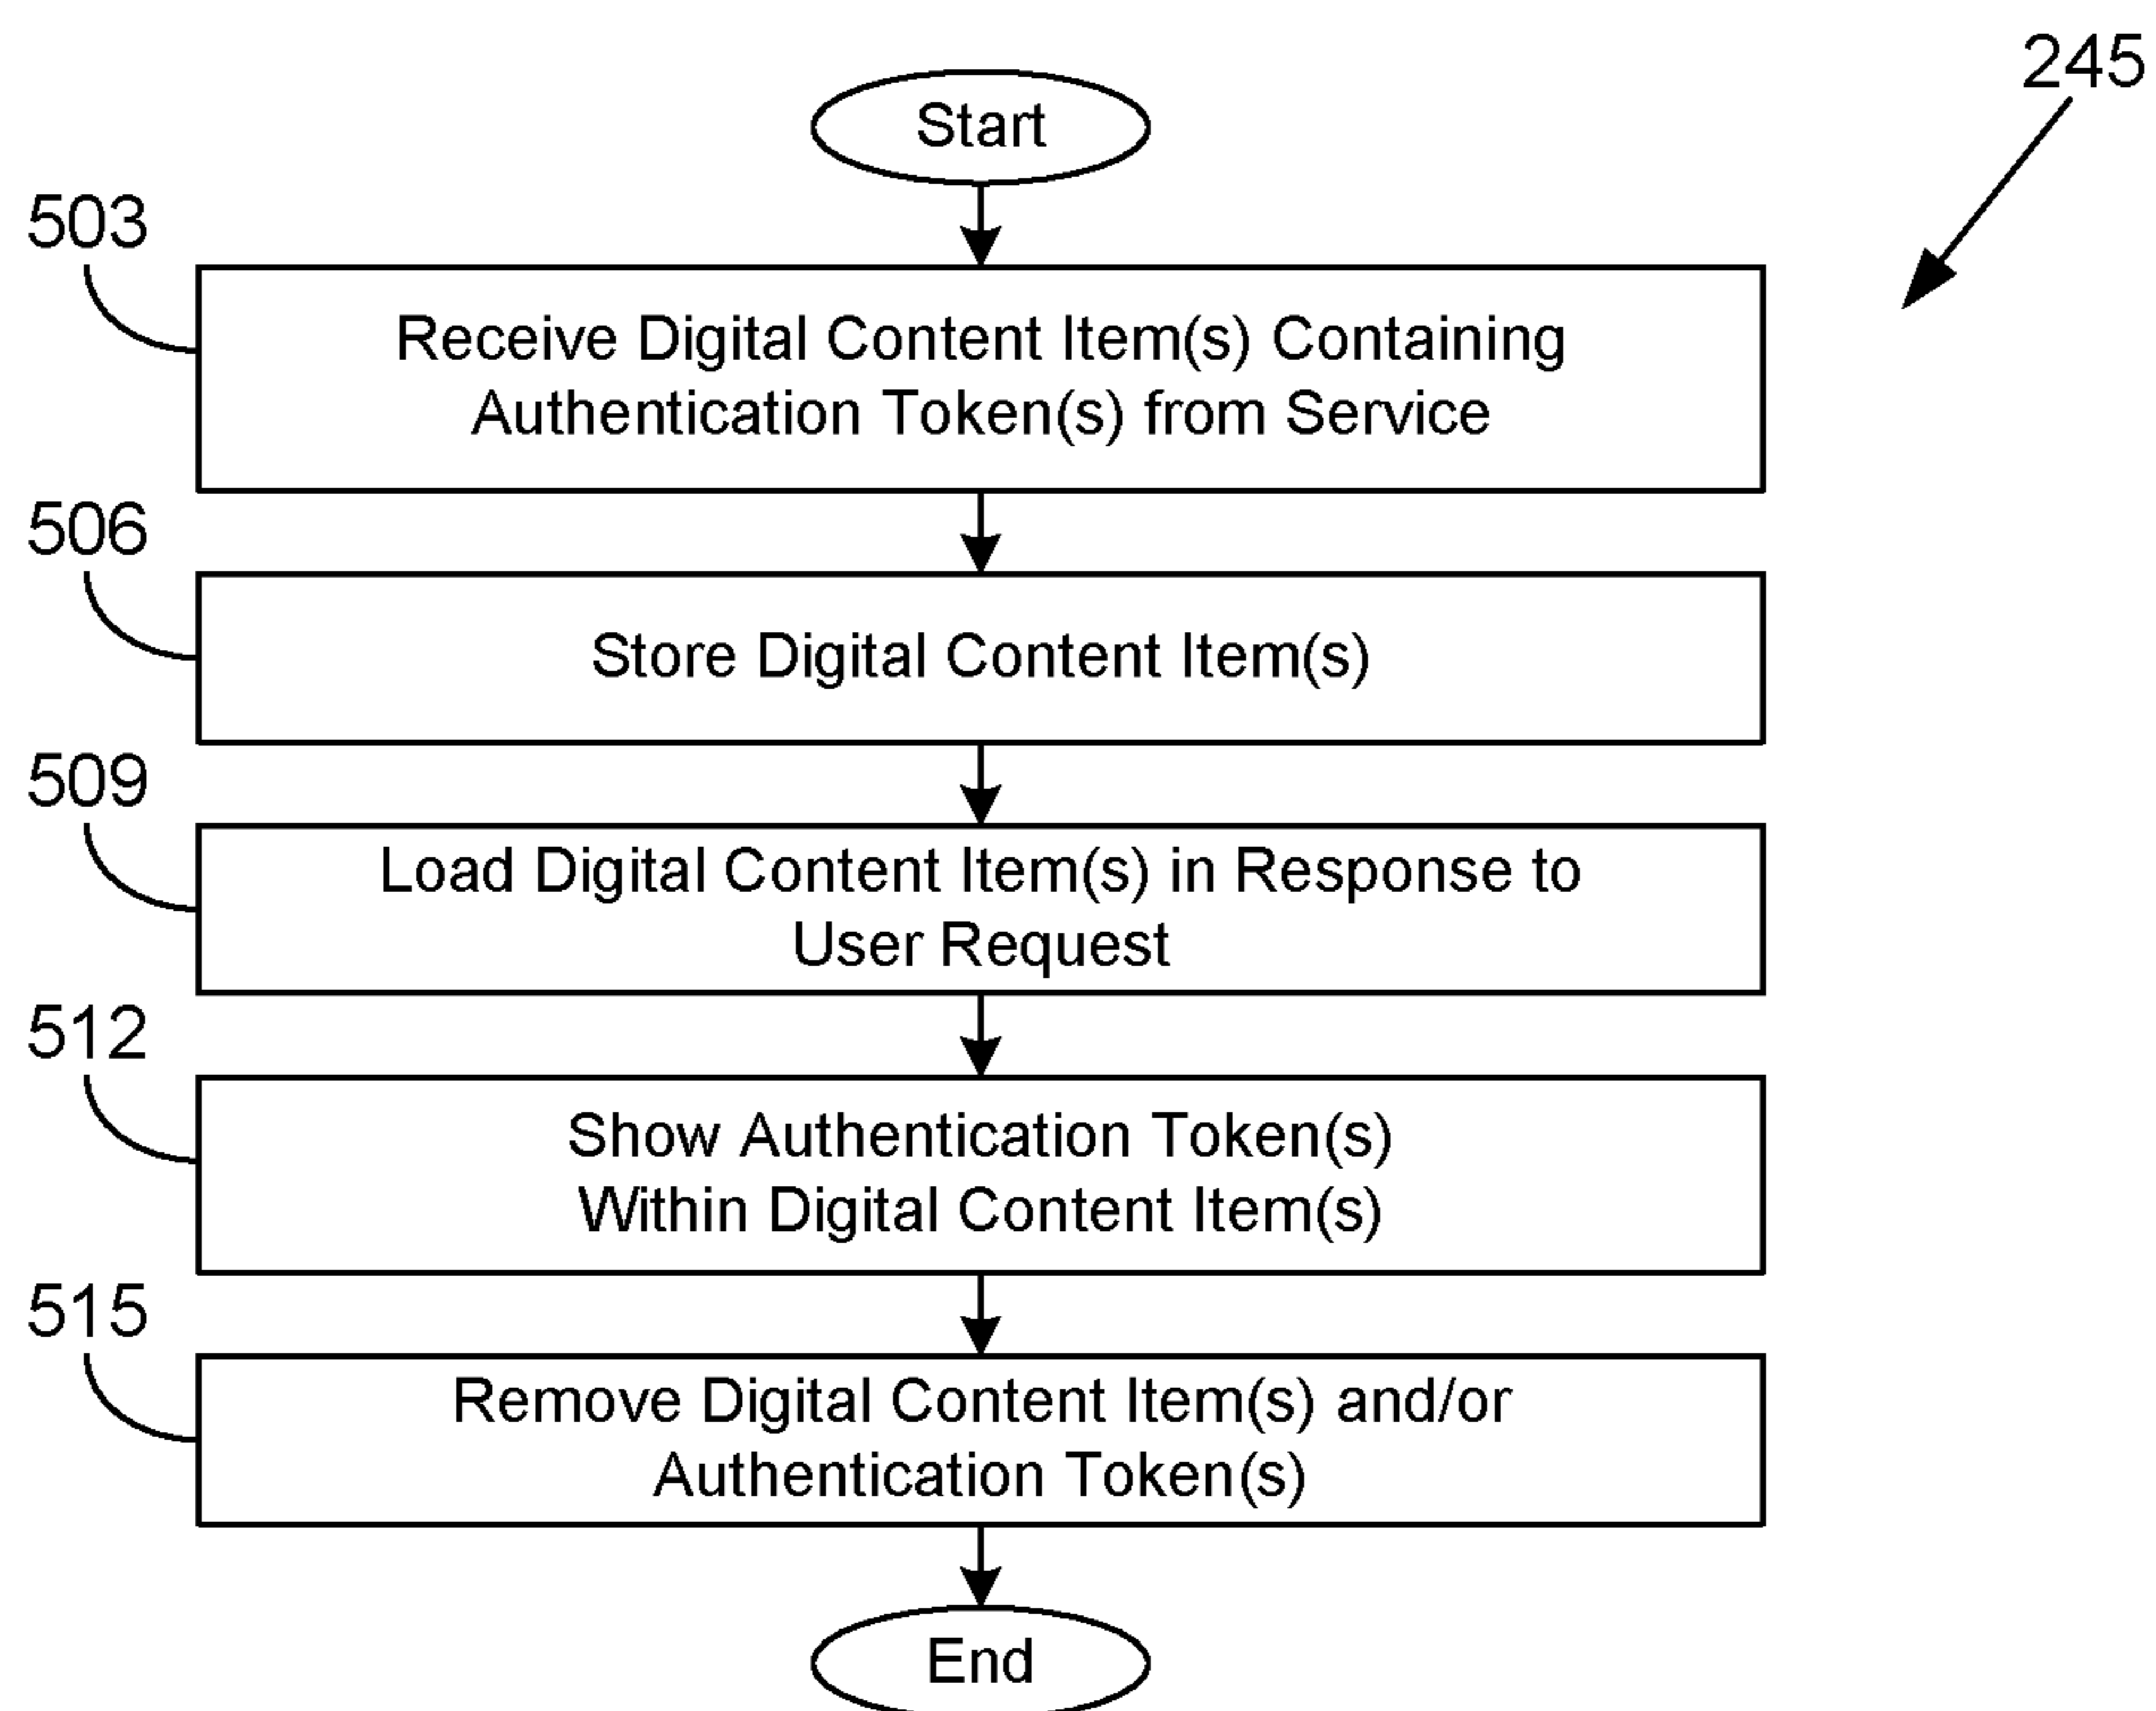 245
Start
503
Receive Digital Content Item(s) Containing
Authentication Token(s) from Service
506
Store Digital Content Item(s)
509
Load Digital Content Item(s) in Response to
User Request
512
Show Authentication Token(s)
Within Digital Content Item(s)
515
Remove Digital Content Item(s) and/or
Authentication Token(s)
End